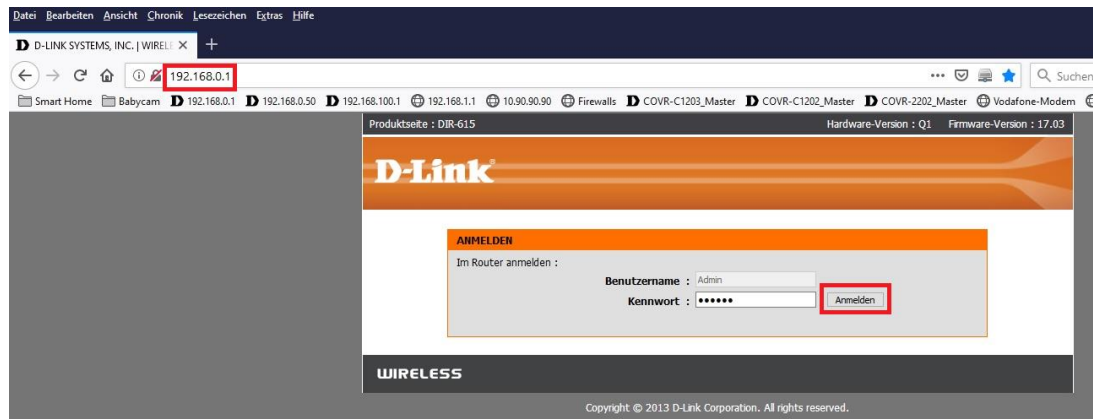 Datei Bearbeiten Ansicht Chronik Lesezeichen Extras Hilfe
D D-LINK SYSTEMS, INC. | WIREL
192.168.0.1 Suchen
Smart Home Babycam D 192.168.0.1 D 192.168.0.50 D 192.168.100.1 192.168.1.1 10.90.90.90 Firewalls D COVR-C1203_Master D COVR-C1202_Master D COVR-2202_Master Vodafone-Modem
Produktseite : DIR-615 Hardware-Version : Q1 Firmware-Version : 17.03
D-Link
ANMELDEN
Im Router anmelden :
Benutzername : Admin
Kennwort : •••••• Anmelden
WIRELESS
Copyright © 2013 D-Link Corporation. All rights reserved.